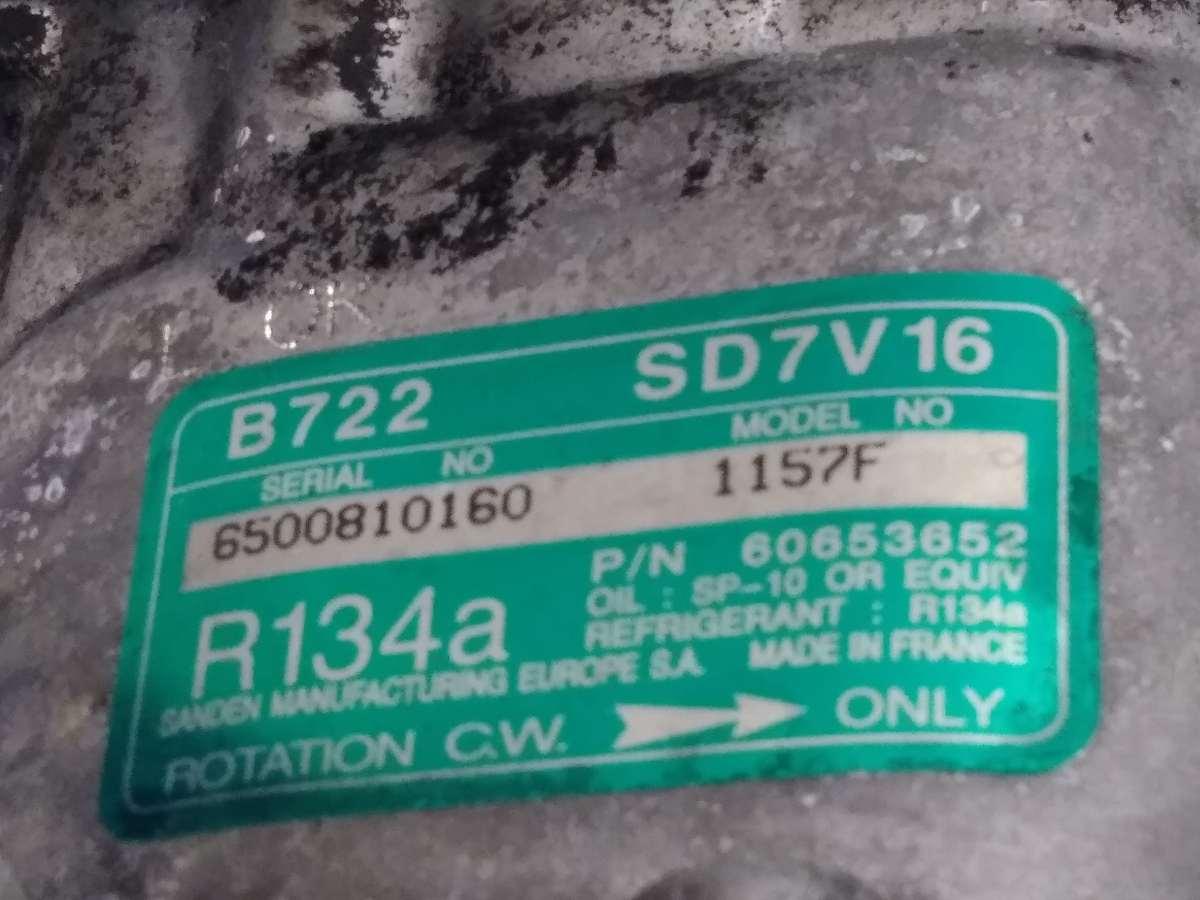 B722 SD7V16
SERIAL NO MODEL NO
6500810160 1157F
P/N 60653652
OIL : SP-10 OR EQUIV
REFRIGERANT : R134a
R134a
SANDEN MANUFACTURING EUROPE S.A. MADE IN FRANCE
ROTATION C.W. ONLY